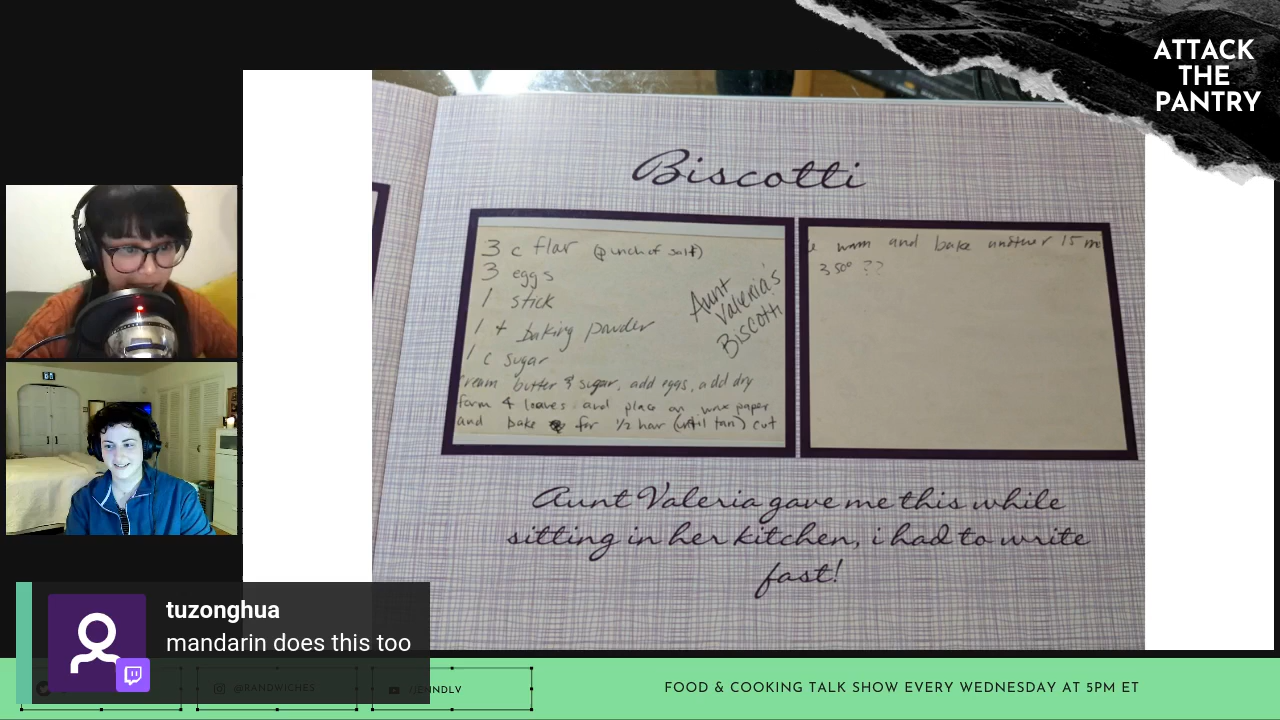 ATTACK
THE
PANTRY
Biscotti
3 c flar (pinch of salt)
3 eggs
1 stick
1 t baking powder
1 c sugar
Aunt
Valeria's
Biscotti
cream butter & sugar, add eggs, add dry
form 4 loaves and place on wax paper
and bake for 1/2 hour (until tan) cut
warm and bake another 15 m
350° ??
Aunt Valeria gave me this while
sitting in her kitchen, i had to write
fast!
tuzonghua
mandarin does this too
@RANDWICHES
/JENNDLV
FOOD & COOKING TALK SHOW EVERY WEDNESDAY AT 5PM ET